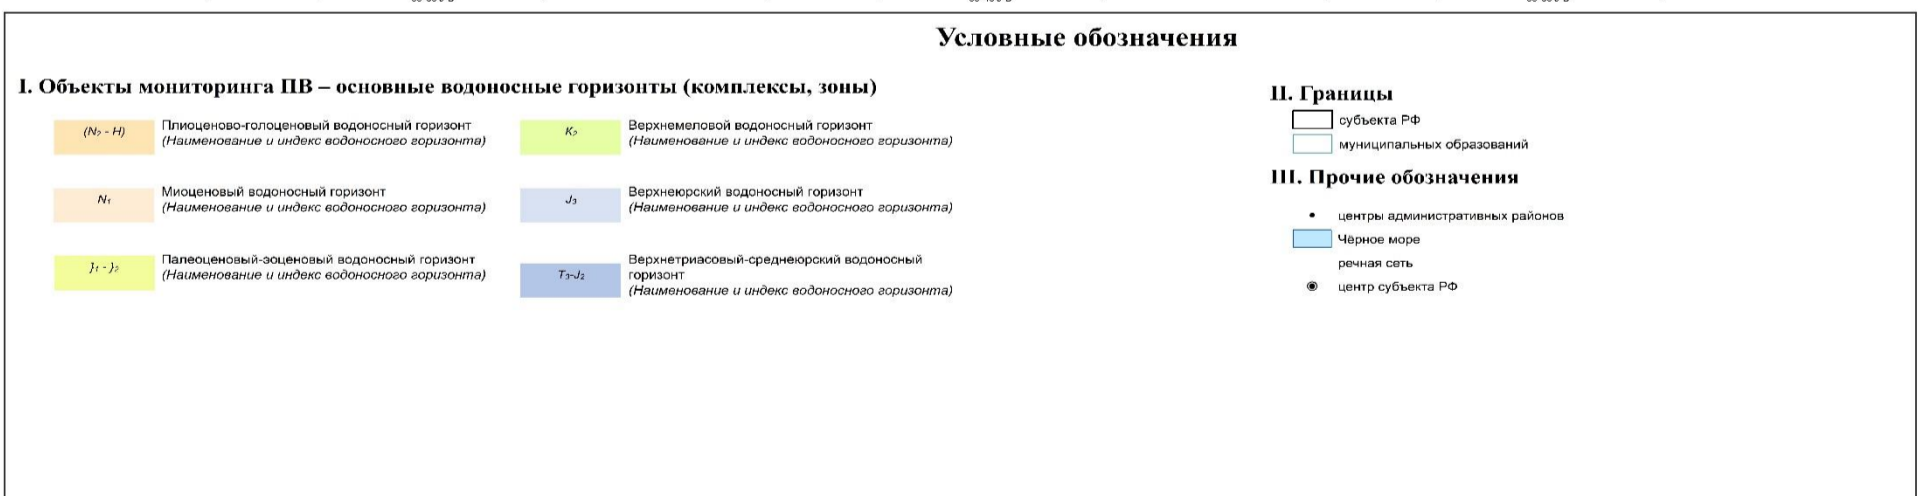 Условные обозначения
I. Объекты мониторинга ПВ – основные водоносные горизонты (комплексы, зоны)
(N₂ - H)
Плиоценово-голоценовый водоносный горизонт
(Наименование и индекс водоносного горизонта)
N₁
Миоценовый водоносный горизонт
(Наименование и индекс водоносного горизонта)
}₁ - }₂
Палеоценовый-эоценовый водоносный горизонт
(Наименование и индекс водоносного горизонта)
K₂
Верхнемеловой водоносный горизонт
(Наименование и индекс водоносного горизонта)
J₃
Верхнеюрский водоносный горизонт
(Наименование и индекс водоносного горизонта)
T₃-J₂
Верхнетриасовый-среднеюрский водоносный
горизонт
(Наименование и индекс водоносного горизонта)
II. Границы
субъекта РФ
муниципальных образований
III. Прочие обозначения
центры административных районов
Чёрное море
речная сеть
центр субъекта РФ